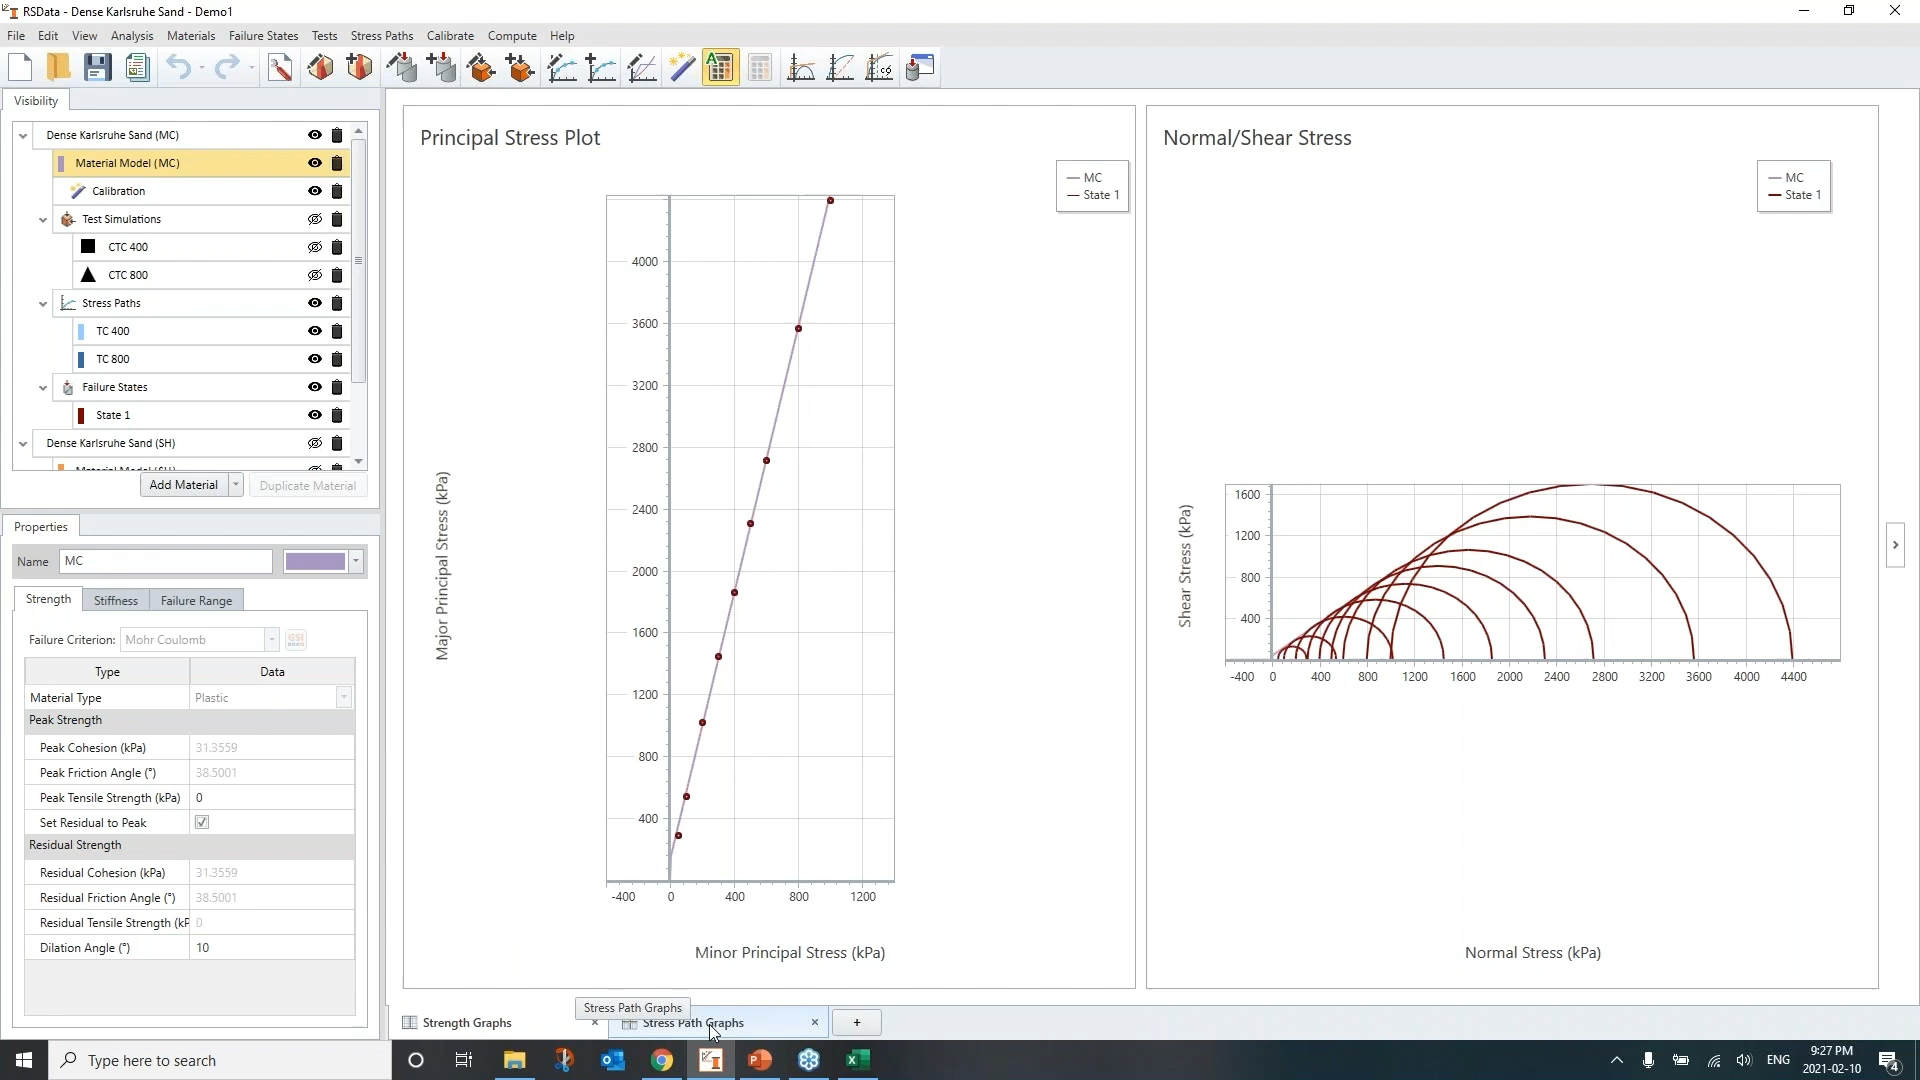 RSData - Dense Karlsruhe Sand - Demo1
File Edit View Analysis Materials Failure States Tests Stress Paths Calibrate Compute Help
Visibility
Dense Karlsruhe Sand (MC)
Material Model (MC)
Calibration
Test Simulations
CTC 400
CTC 800
Stress Paths
TC 400
TC 800
Failure States
State 1
Dense Karlsruhe Sand (SH)
Material Model (SH)
Add Material Duplicate Material
Properties
Name MC
Strength Stiffness Failure Range
Failure Criterion: Mohr Coulomb GSI
Type Data
Material Type Plastic
Peak Strength
Peak Cohesion (kPa) 31.3559
Peak Friction Angle (°) 38.5001
Peak Tensile Strength (kPa) 0
Set Residual to Peak
Residual Strength
Residual Cohesion (kPa) 31.3559
Residual Friction Angle (°) 38.5001
Residual Tensile Strength (kP 0
Dilation Angle (°) 10
Principal Stress Plot
MC
State 1
Major Principal Stress (kPa)
4000
3600
3200
2800
2400
2000
1600
1200
800
400
-400 0 400 800 1200
Minor Principal Stress (kPa)
Normal/Shear Stress
MC
State 1
Shear Stress (kPa)
1600
1200
800
400
-400 0 400 800 1200 1600 2000 2400 2800 3200 3600 4000 4400
Normal Stress (kPa)
Stress Path Graphs
Strength Graphs Stress Path Graphs +
Type here to search
ENG
9:27 PM
2021-02-10
4